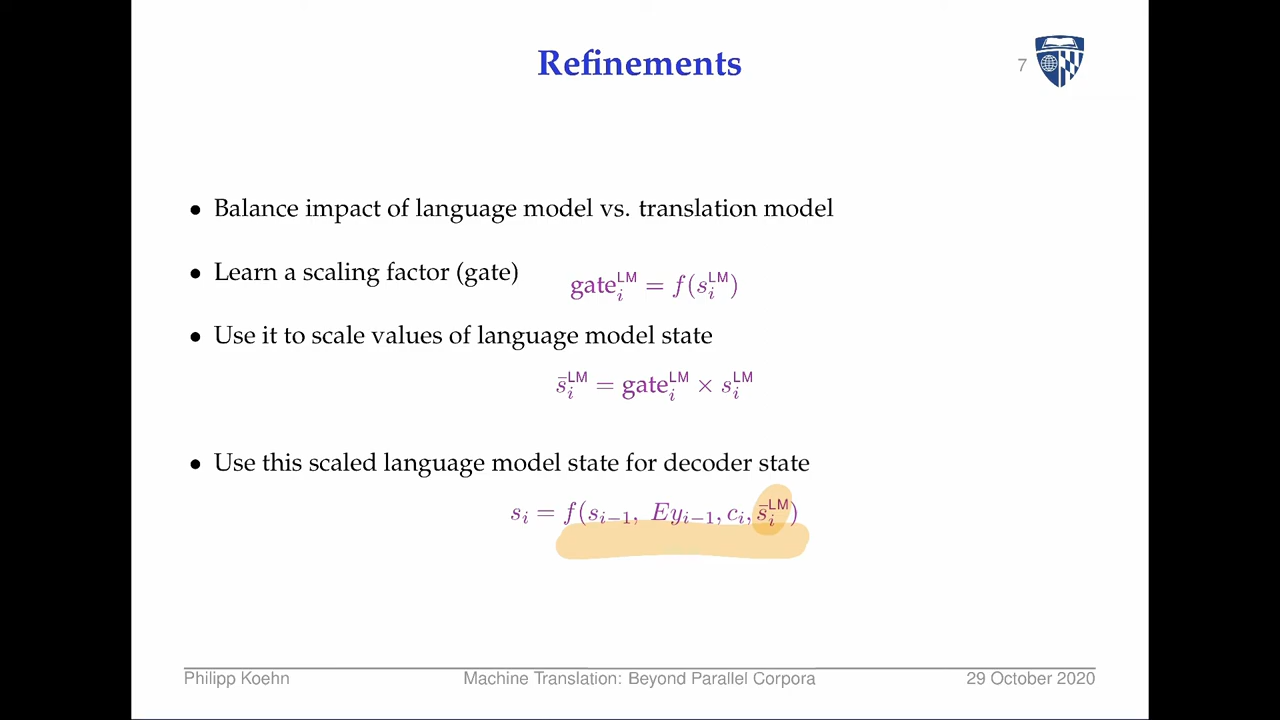 Refinements
7
• Balance impact of language model vs. translation model
• Learn a scaling factor (gate)
gate_i^LM = f(s_i^LM)
• Use it to scale values of language model state
s̄_i^LM = gate_i^LM × s_i^LM
• Use this scaled language model state for decoder state
s_i = f(s_{i−1}, Ey_{i−1}, c_i, s̄_i^LM)
Philipp Koehn Machine Translation: Beyond Parallel Corpora 29 October 2020